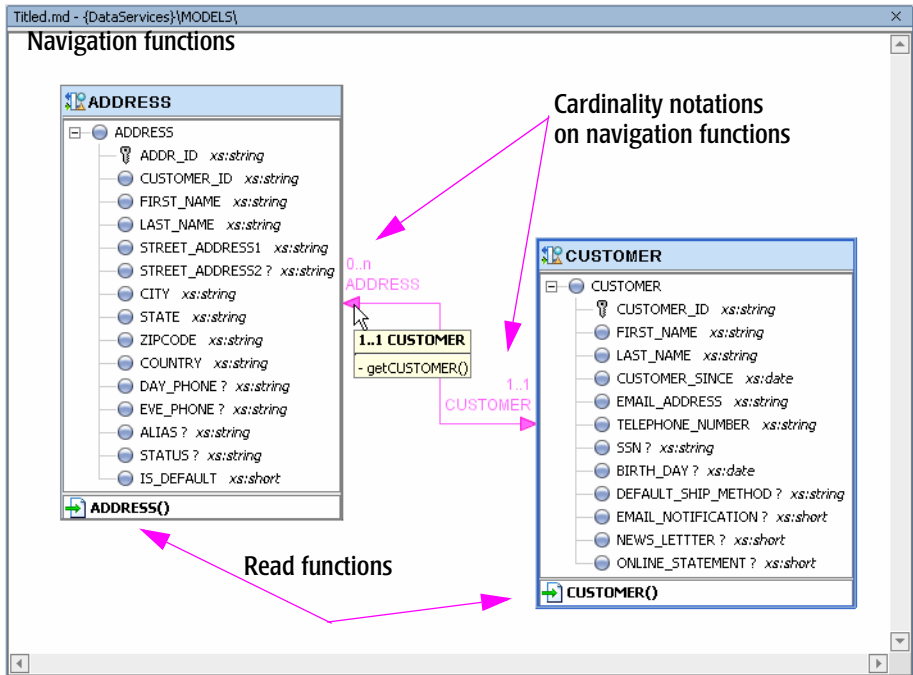 Titled.md - {DataServices}\MODELS\
Navigation functions
ADDRESS
ADDRESS
ADDR_ID xs:string
CUSTOMER_ID xs:string
FIRST_NAME xs:string
LAST_NAME xs:string
STREET_ADDRESS1 xs:string
STREET_ADDRESS2 ? xs:string
CITY xs:string
STATE xs:string
ZIPCODE xs:string
COUNTRY xs:string
DAY_PHONE ? xs:string
EVE_PHONE ? xs:string
ALIAS ? xs:string
STATUS ? xs:string
IS_DEFAULT xs:short
ADDRESS()
Cardinality notations
on navigation functions
0..n
ADDRESS
1..1 CUSTOMER
- getCUSTOMER()
1..1
CUSTOMER
CUSTOMER
CUSTOMER
CUSTOMER_ID xs:string
FIRST_NAME xs:string
LAST_NAME xs:string
CUSTOMER_SINCE xs:date
EMAIL_ADDRESS xs:string
TELEPHONE_NUMBER xs:string
SSN ? xs:string
BIRTH_DAY ? xs:date
DEFAULT_SHIP_METHOD ? xs:string
EMAIL_NOTIFICATION ? xs:short
NEWS_LETTTER ? xs:short
ONLINE_STATEMENT ? xs:short
CUSTOMER()
Read functions